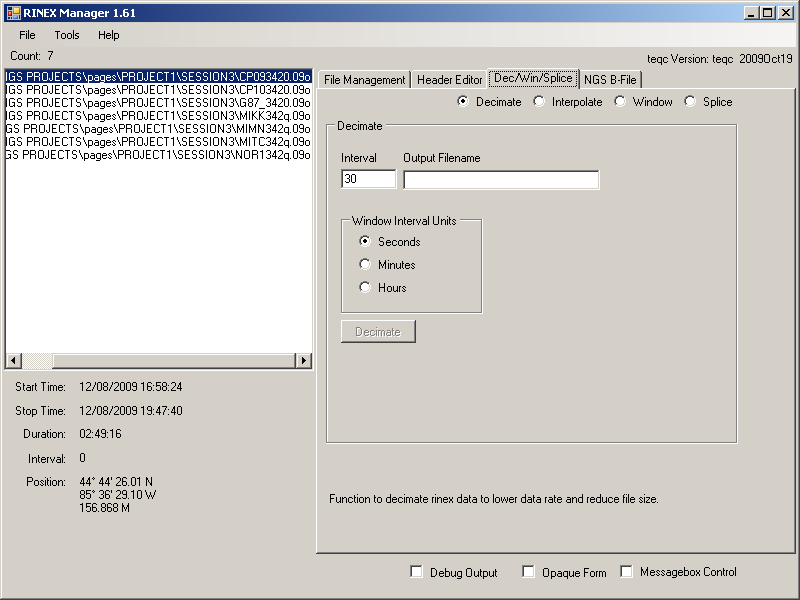 RINEX Manager 1.61
File Tools Help
Count: 7
teqc Version: teqc 2009Oct19
IGS PROJECTS\pages\PROJECT1\SESSION3\CP093420.09o
IGS PROJECTS\pages\PROJECT1\SESSION3\CP103420.09o
IGS PROJECTS\pages\PROJECT1\SESSION3\G87_3420.09o
IGS PROJECTS\pages\PROJECT1\SESSION3\MIKK342q.09o
GS PROJECTS\pages\PROJECT1\SESSION3\MIMN342q.09o
IGS PROJECTS\pages\PROJECT1\SESSION3\MITC342q.09o
GS PROJECTS\pages\PROJECT1\SESSION3\NOR1342q.09o
File Management Header Editor Dec/Win/Splice NGS B-File
Decimate Interpolate Window Splice
Decimate
Interval Output Filename
30
Window Interval Units
Seconds
Minutes
Hours
Decimate
Start Time: 12/08/2009 16:58:24
Stop Time: 12/08/2009 19:47:40
Duration: 02:49:16
Interval: 0
Position: 44° 44' 26.01 N
85° 36' 29.10 W
156.868 M
Function to decimate rinex data to lower data rate and reduce file size.
Debug Output Opaque Form Messagebox Control